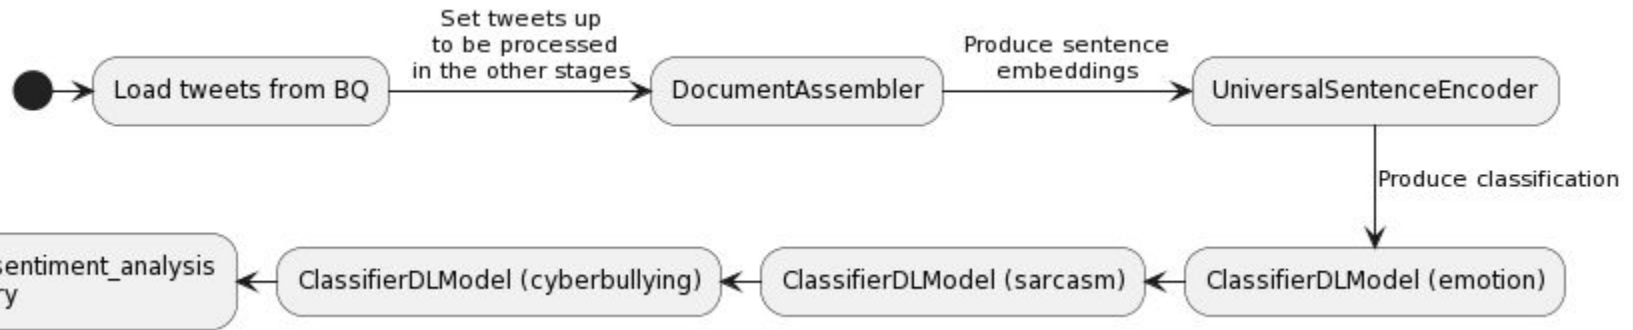 Set tweets up
to be processed
in the other stages
Produce sentence
embeddings
Load tweets from BQ
DocumentAssembler
UniversalSentenceEncoder
Produce classification
sentiment_analysis
ry
ClassifierDLModel (cyberbullying)
ClassifierDLModel (sarcasm)
ClassifierDLModel (emotion)